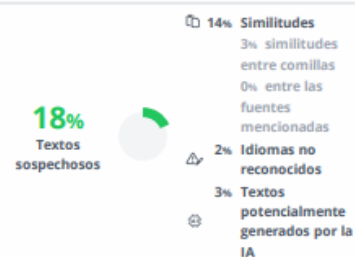 18%
Textos
sospechosos
14% Similitudes
3% similitudes
entre comillas
0% entre las
fuentes
mencionadas
2% Idiomas no
reconocidos
3% Textos
potencialmente
generados por la
IA